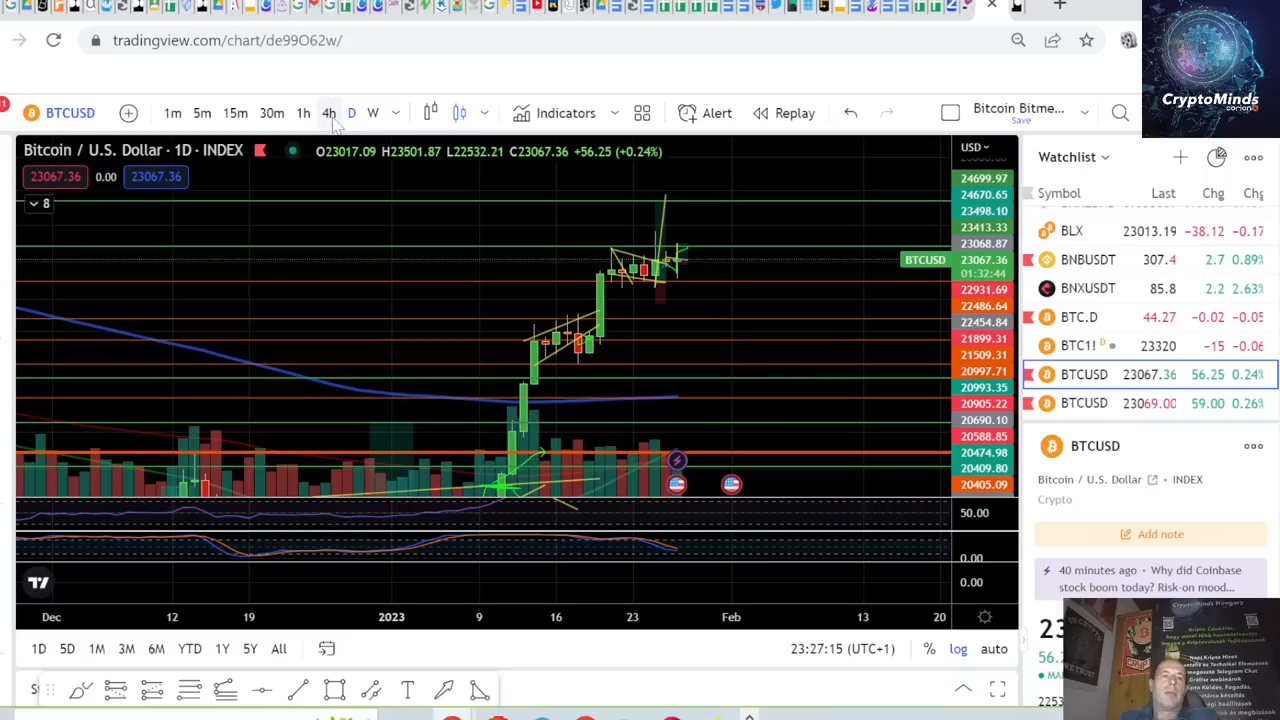 tradingview.com/chart/de99O62w/
CryptoMinds
BTCUSD
1m 5m 15m 30m 1h 4h D W
Indicators
Alert
Replay
Bitcoin Bitme...
Save
Bitcoin / U.S. Dollar · 1D · INDEX
O23017.09 H23501.87 L22532.21 C23067.36 +56.25 (+0.24%)
23067.36 0.00 23067.36
8
USD
24699.97
24670.65
23498.10
23413.33
23068.87
BTCUSD 23067.36
01:32:44
22931.69
22486.64
22454.84
21899.31
21509.31
20997.71
20993.35
20905.22
20690.10
20588.85
20474.98
20409.80
20405.09
50.00
0.00
0.00
Dec 12 19 2023 9 16 23 Feb 13 20
1D 5D 1M 3M 6M YTD 1Y 5Y All
23:27:15 (UTC+1)
% log auto
Watchlist
Symbol Last Chg Chg
BLX 23013.19 −38.12 −0.17
BNBUSDT 307.4 2.7 0.89%
BNXUSDT 85.8 2.2 2.63%
BTC.D 44.27 −0.02 −0.05
BTC1! D 23320 −15 −0.06
BTCUSD 23067.36 56.25 0.24%
BTCUSD 23069.00 59.00 0.26%
BTCUSD
Bitcoin / U.S. Dollar · INDEX
Crypto
Add note
40 minutes ago · Why did Coinbase
stock boom today? Risk-on mood...
CryptoMinds Hungary